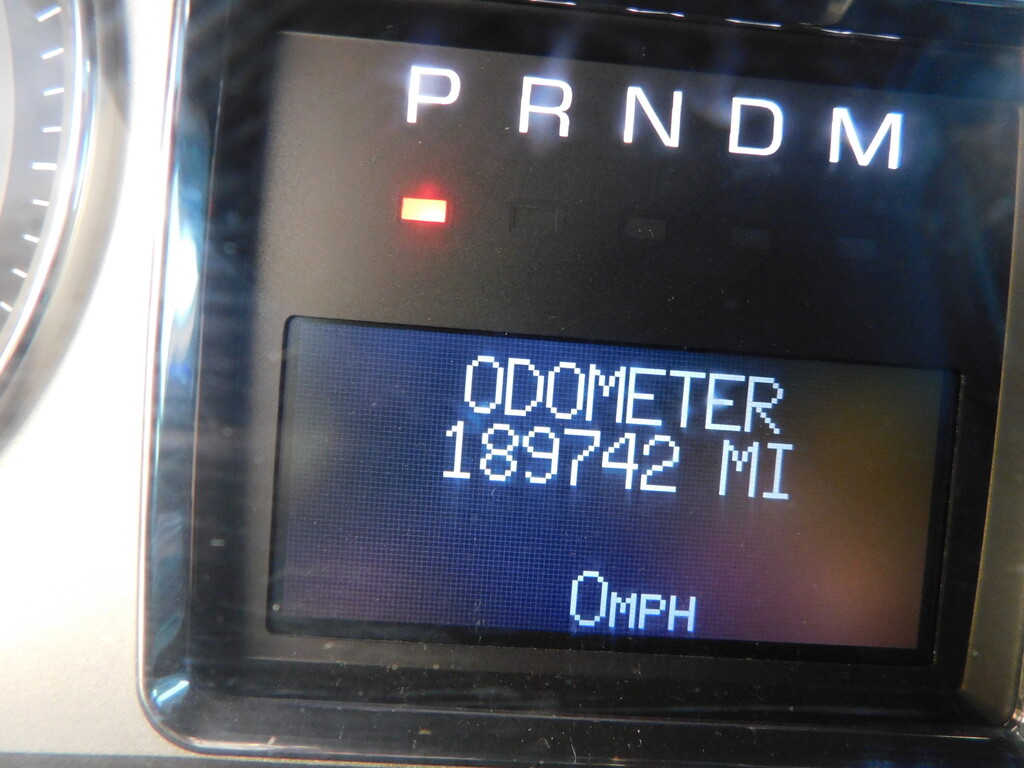 P R N D M
ODOMETER
189742 MI
0MPH